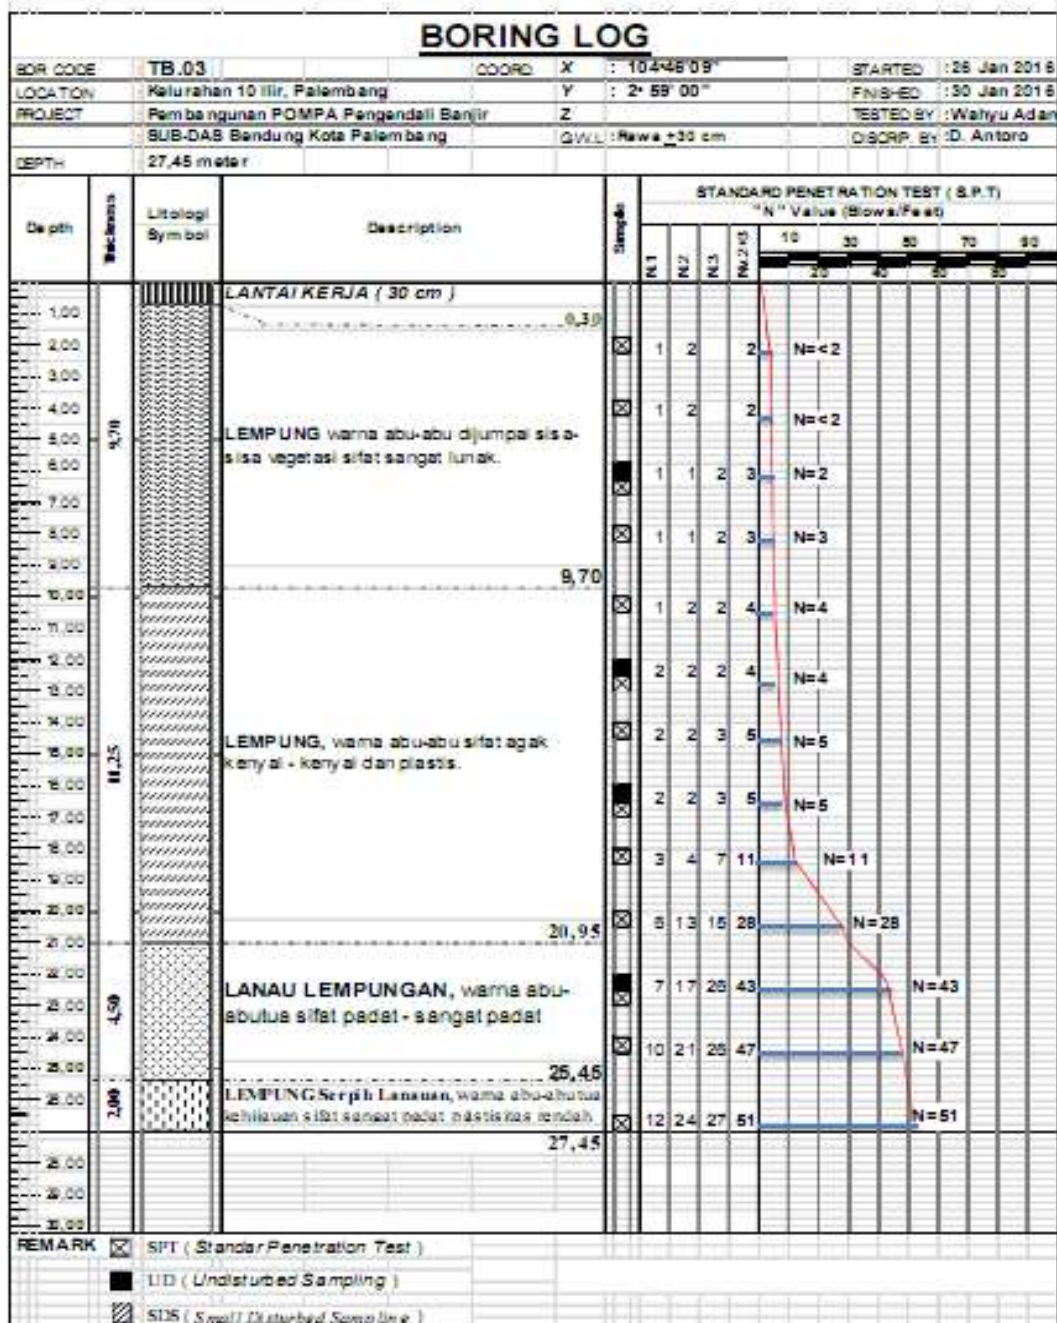 BORING LOG
BOR CODE TB.03 COORD. X : 104°46'09" STARTED : 26 Jan 2016
LOCATION Kelurahan 10 Ilir, Palembang Y : 2° 59' 00" FINISHED : 30 Jan 2016
PROJECT Pembangunan POMPA Pengendali Banjir Z TESTED BY : Wahyu Adan
SUB-DAS Bendung Kota Palembang G.W.L : Rawa ±30 cm DISCRP. BY : D. Antoro
DEPTH 27,45 meter
Depth Thickness Litologi Symbol Description Sample
STANDARD PENETRATION TEST ( S.P.T)
"N" Value (Blows/Feet)
N.1 N.2 N.3
10 30 50 70 90
20 40 60 80
LANTAI KERJA ( 30 cm )
1,00 0,30
2,00 1 2 2 N=<2
3,00
4,00 1 2 2 N=<2
5,00 LEMPUNG warna abu-abu dijumpai sisa-
6,00 sisa vegetasi sifat sangat lunak. 1 1 2 3 N=2
7,00
8,00 1 1 2 3 N=3
9,00
9,70
10,00 1 2 2 4 N=4
11,00
12,00 2 2 2 4 N=4
13,00
14,00 2 2 3 5 N=5
15,00 11,25 LEMPUNG, warna abu-abu sifat agak
kenyal - kenyal dan plastis.
16,00 2 2 3 5 N=5
17,00
18,00 3 4 7 11 N=11
19,00
20,00 13 15 28 N=28
20,95
21,00
22,00 7 17 26 43 N=43
23,00 4,50 LANAU LEMPUNGAN, warna abu-
abutua sifat padat - sangat padat
24,00 10 21 26 47 N=47
25,00 25,45
26,00 2,00 LEMPUNG Serpih Lanauan, warna abu-abutua
kehijauan sifat sangat padat plastisitas rendah
12 24 27 51 N=51
27,45
28,00
29,00
30,00
REMARK SPT ( Standar Penetration Test )
UD ( Undisturbed Sampling )
SDS ( Small Disturbed Sampling )